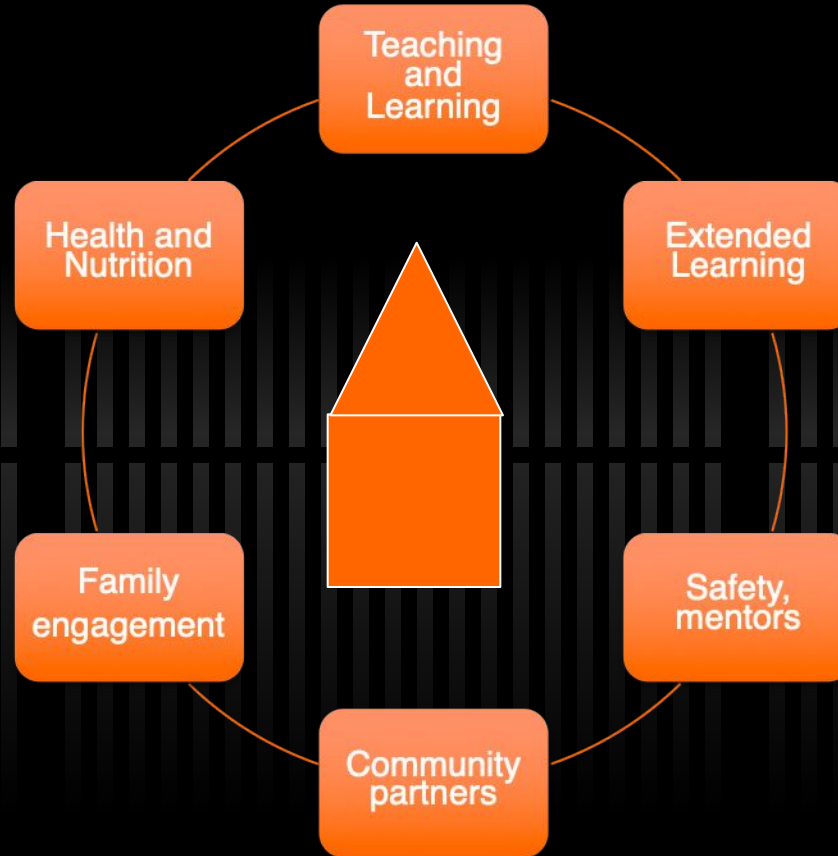 Teaching
and
Learning
Health and
Nutrition
Extended
Learning
Family
engagement
Safety,
mentors
Community
partners